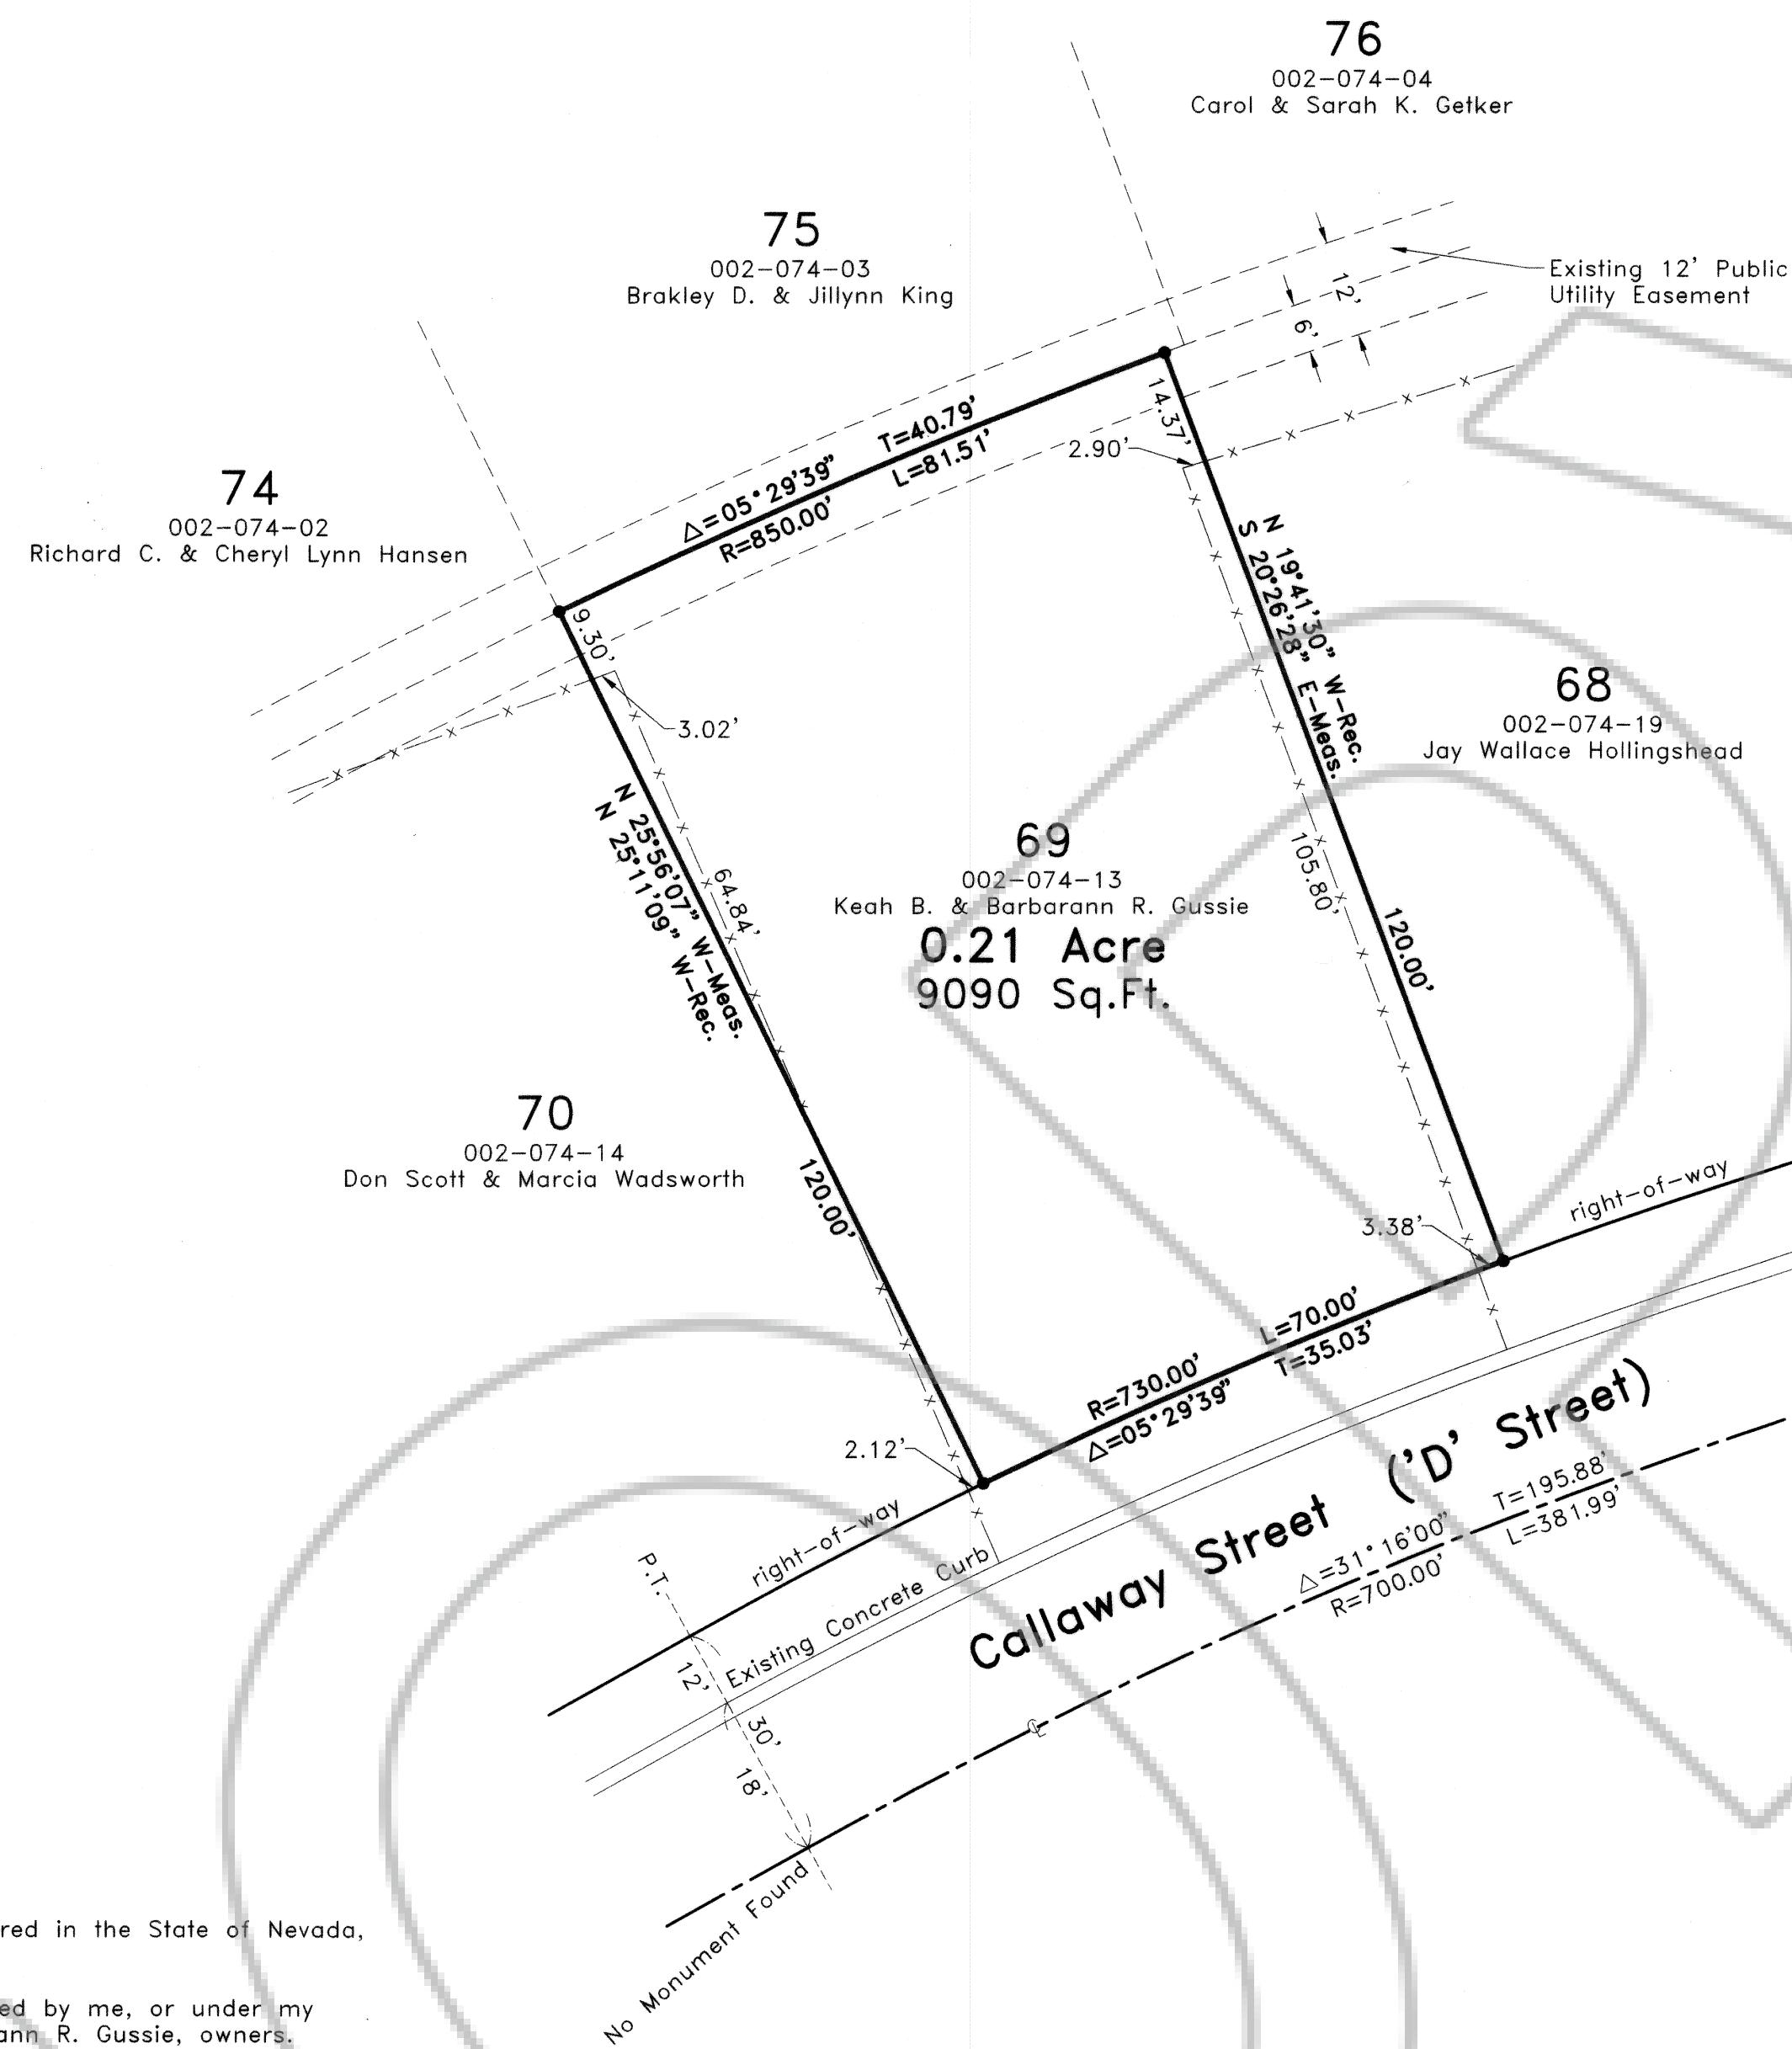 76
002-074-04
Carol & Sarah K. Getker
75
002-074-03
Brakley D. & Jillynn King
Existing 12' Public
Utility Easement
12'
6'
74
002-074-02
Richard C. & Cheryl Lynn Hansen
T=40.79'
L=81.51'
△=05°29'39"
R=850.00'
14.37'
2.90'
9.30'
3.02'
N 19°41'30" W-Rec.
S 20°26'28" E-Meas.
68
002-074-19
Jay Wallace Hollingshead
N 25°56'07" W-Meas.
N 25°11'09" W-Rec.
64.84'
69
002-074-13
Keah B. & Barbarann R. Gussie
0.21 Acre
9090 Sq.Ft.
105.80'
120.00'
70
002-074-14
Don Scott & Marcia Wadsworth
120.00'
right-of-way
3.38'
L=70.00'
T=35.03'
R=730.00'
△=05°29'39"
2.12'
right-of-way
Existing Concrete Curb
Callaway Street ('D' Street)
T=195.88'
L=381.99'
△=31°16'00"
R=700.00'
P.T.
12'
30'
18'
℄
No Monument Found
red in the State of Nevada,
ed by me, or under my
ann R. Gussie, owners.